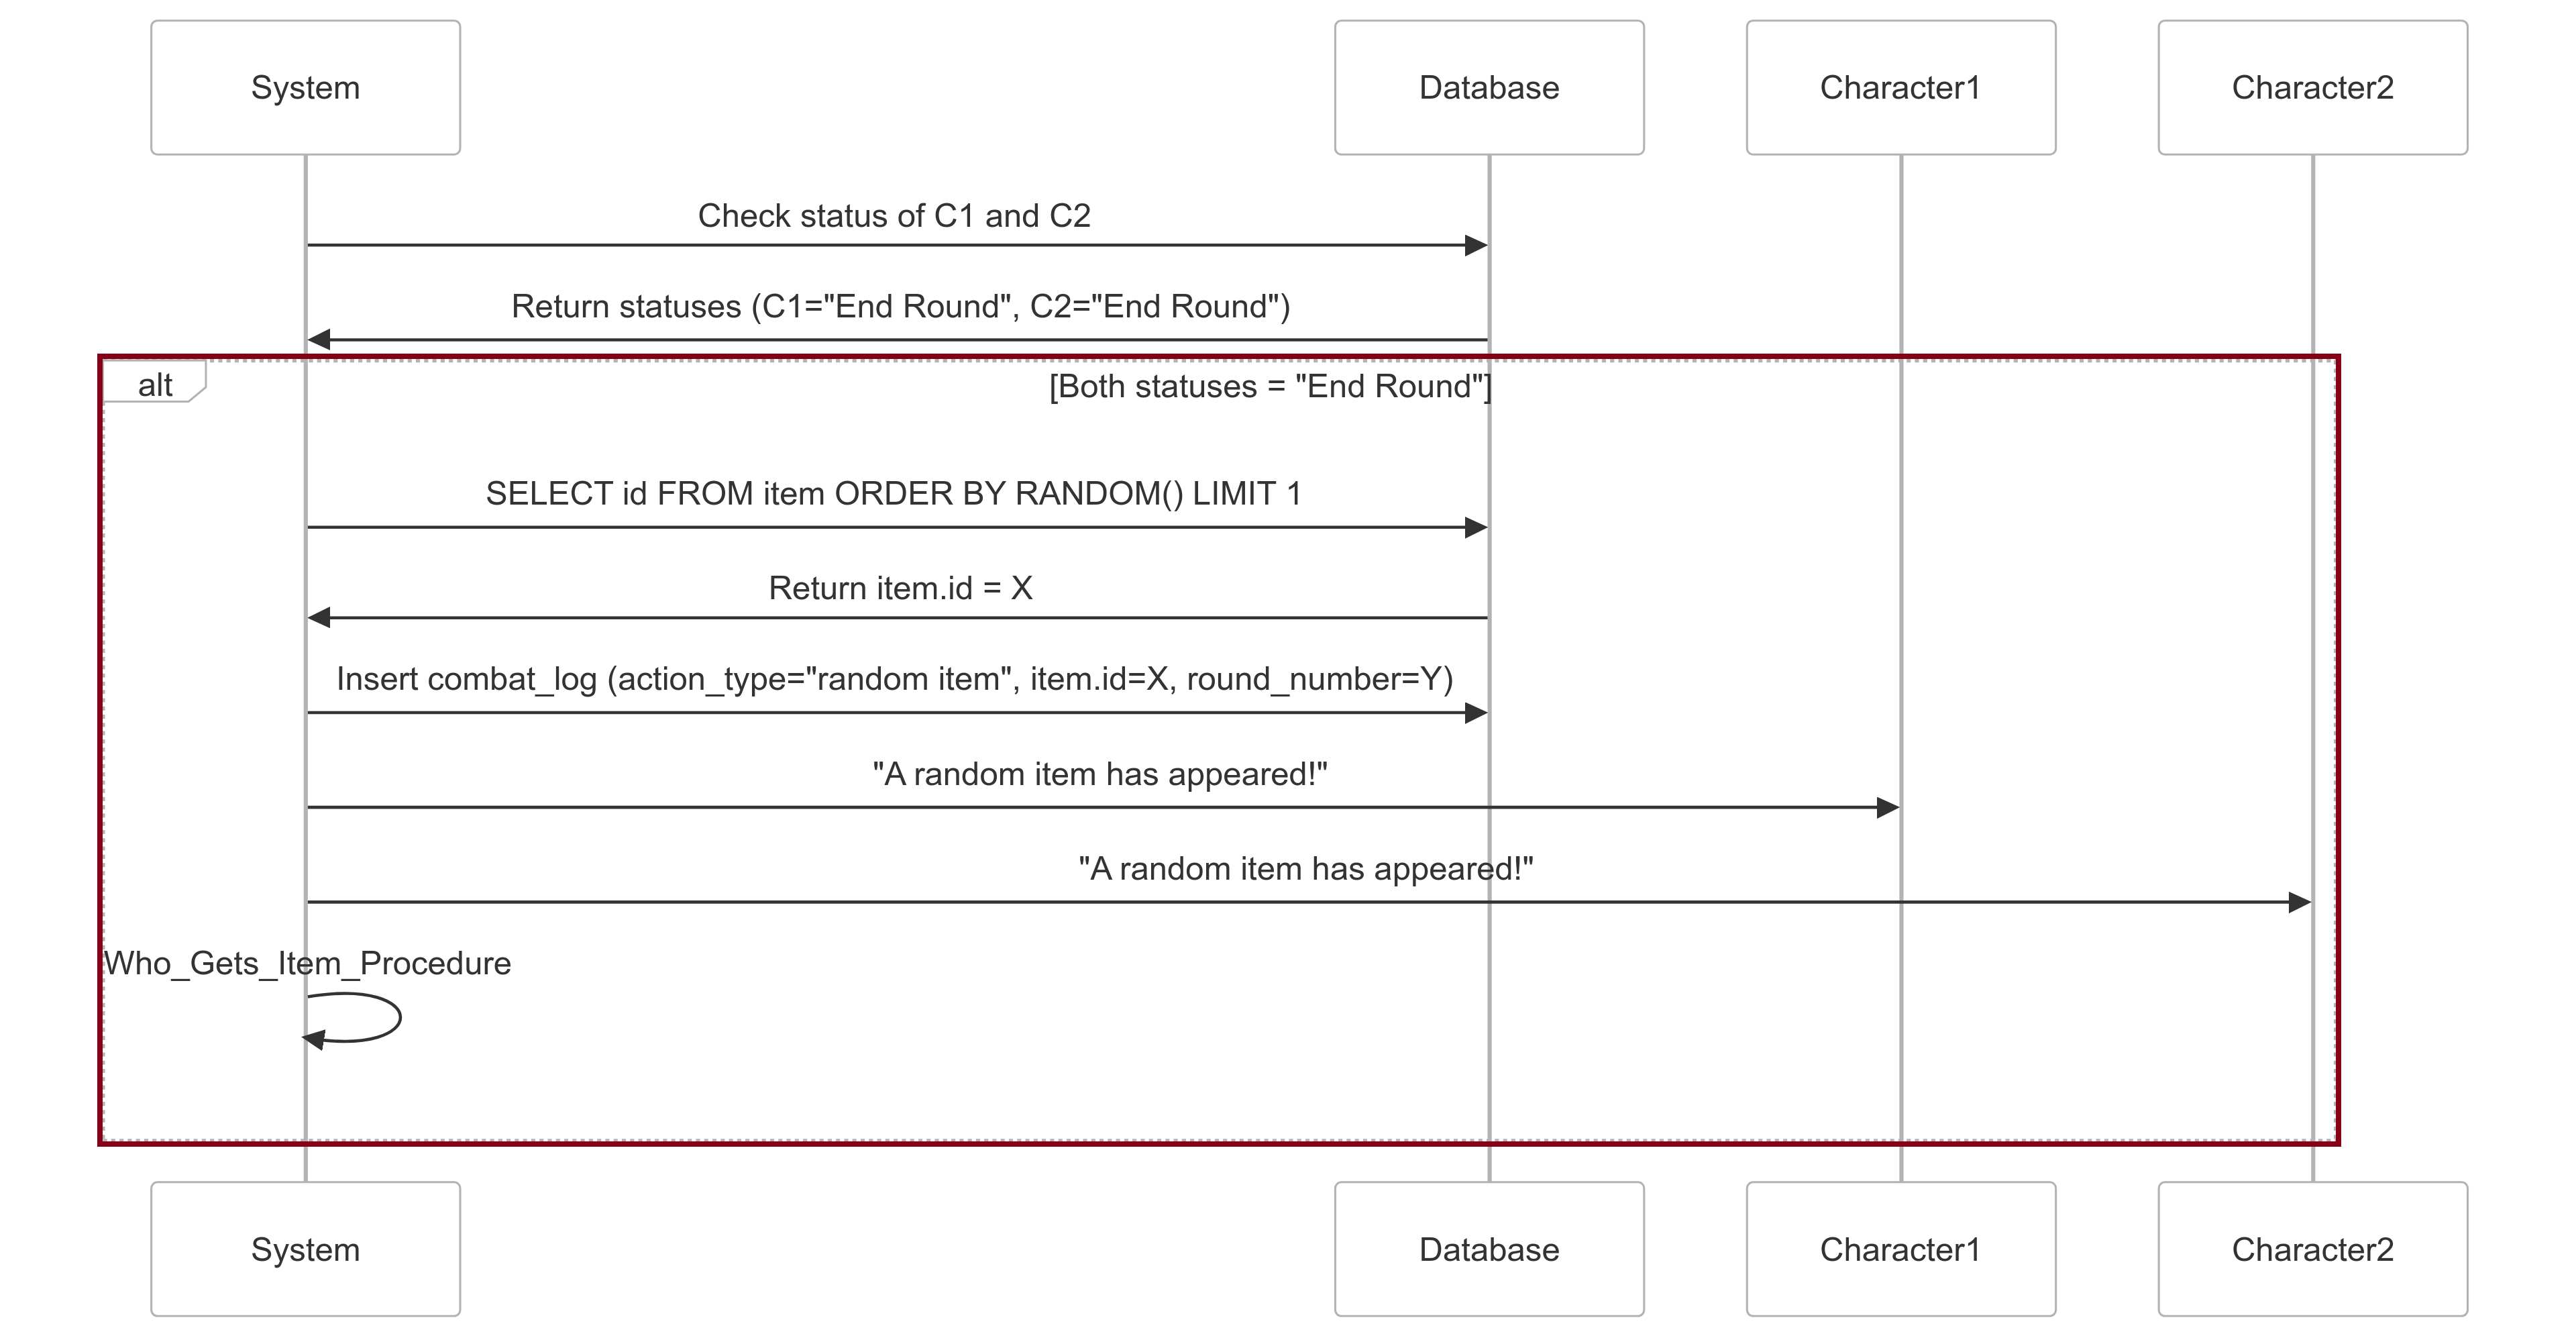 System
Database
Character1
Character2
Check status of C1 and C2
Return statuses (C1="End Round", C2="End Round")
alt
[Both statuses = "End Round"]
SELECT id FROM item ORDER BY RANDOM() LIMIT 1
Return item.id = X
Insert combat_log (action_type="random item", item.id=X, round_number=Y)
"A random item has appeared!"
"A random item has appeared!"
Who_Gets_Item_Procedure
System
Database
Character1
Character2